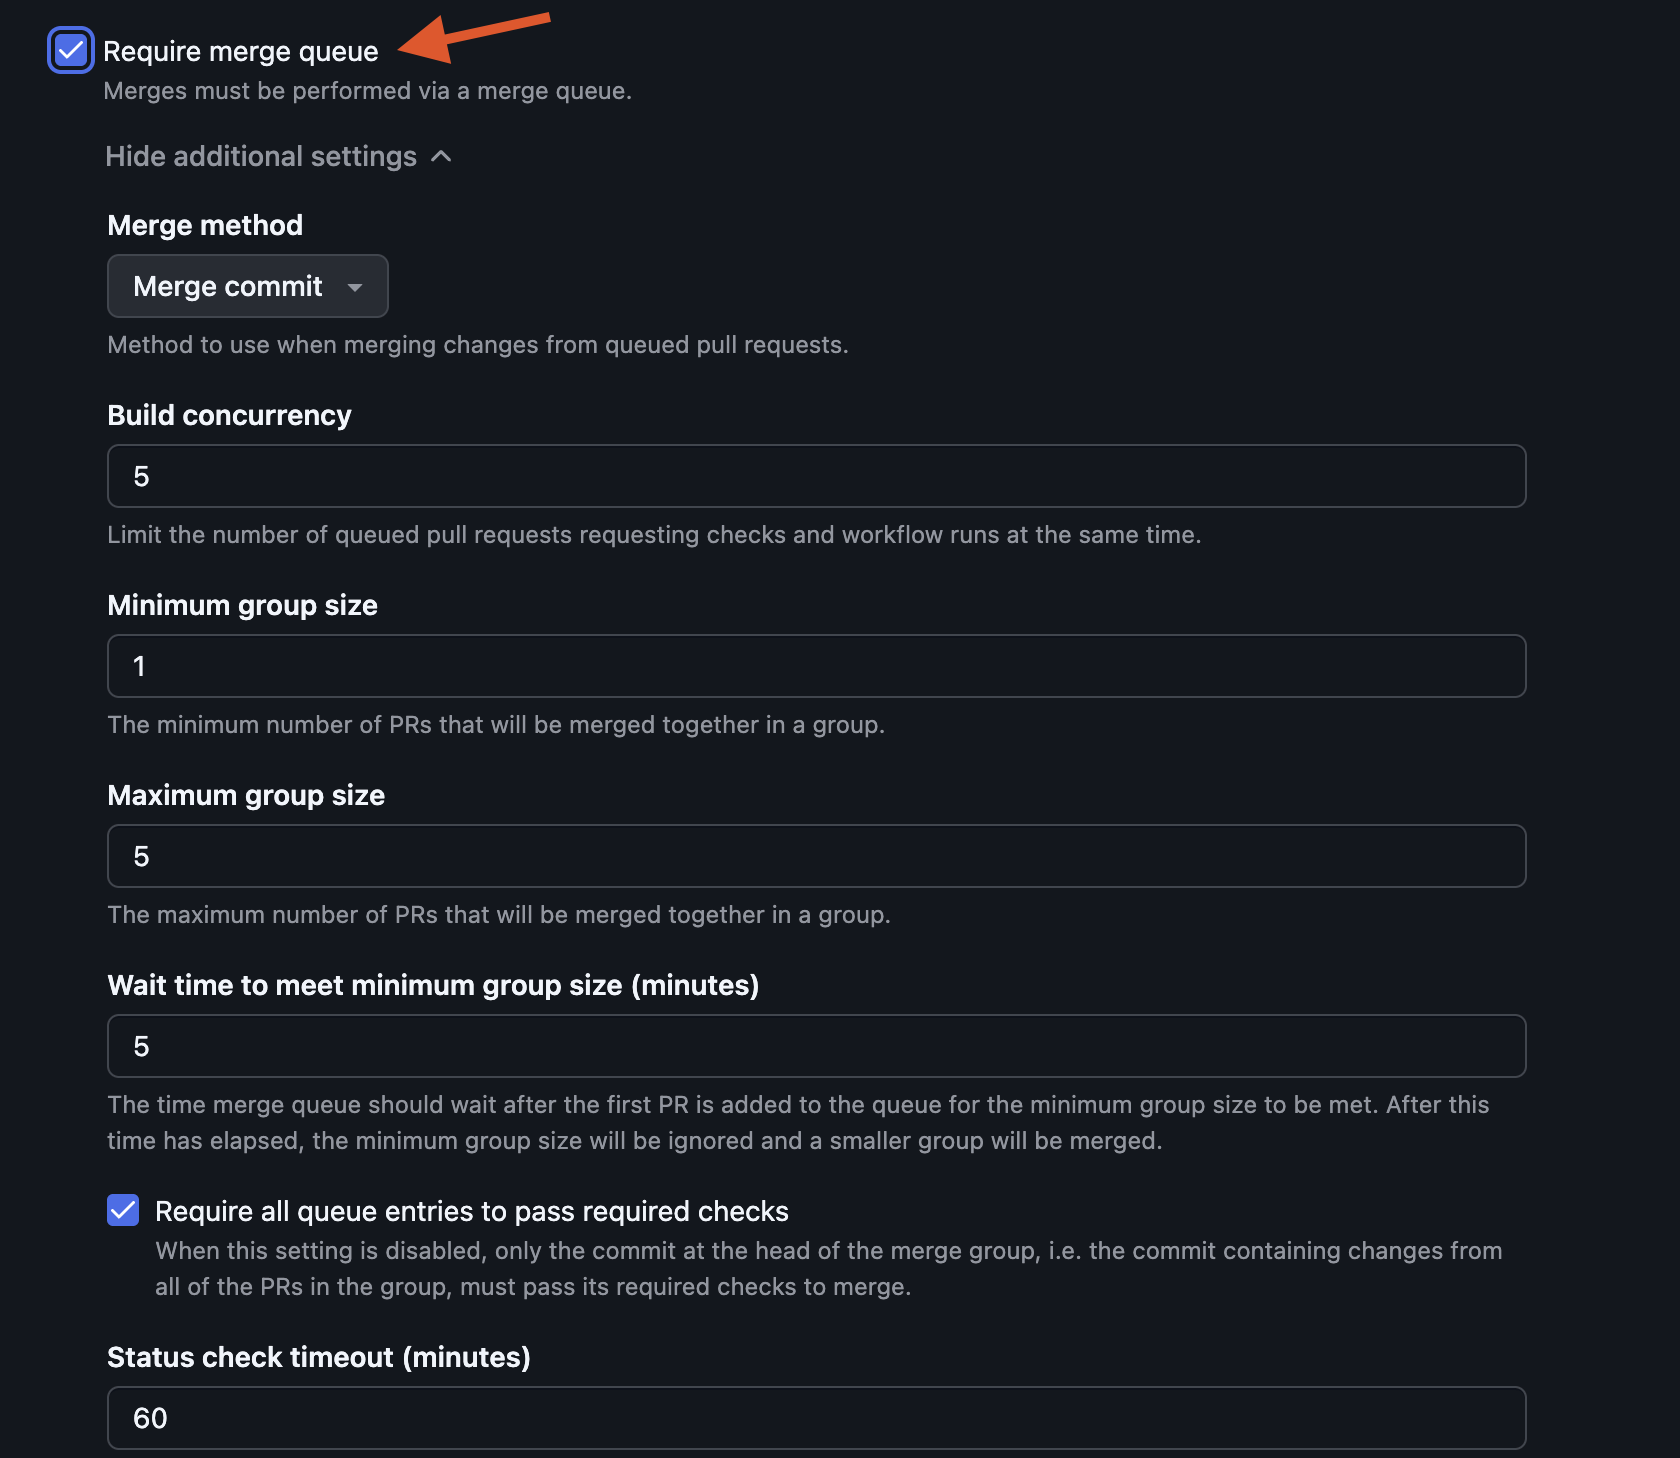 Require merge queue
Merges must be performed via a merge queue.
Hide additional settings
Merge method
Merge commit
Method to use when merging changes from queued pull requests.
Build concurrency
5
Limit the number of queued pull requests requesting checks and workflow runs at the same time.
Minimum group size
1
The minimum number of PRs that will be merged together in a group.
Maximum group size
5
The maximum number of PRs that will be merged together in a group.
Wait time to meet minimum group size (minutes)
5
The time merge queue should wait after the first PR is added to the queue for the minimum group size to be met. After this
time has elapsed, the minimum group size will be ignored and a smaller group will be merged.
Require all queue entries to pass required checks
When this setting is disabled, only the commit at the head of the merge group, i.e. the commit containing changes from
all of the PRs in the group, must pass its required checks to merge.
Status check timeout (minutes)
60